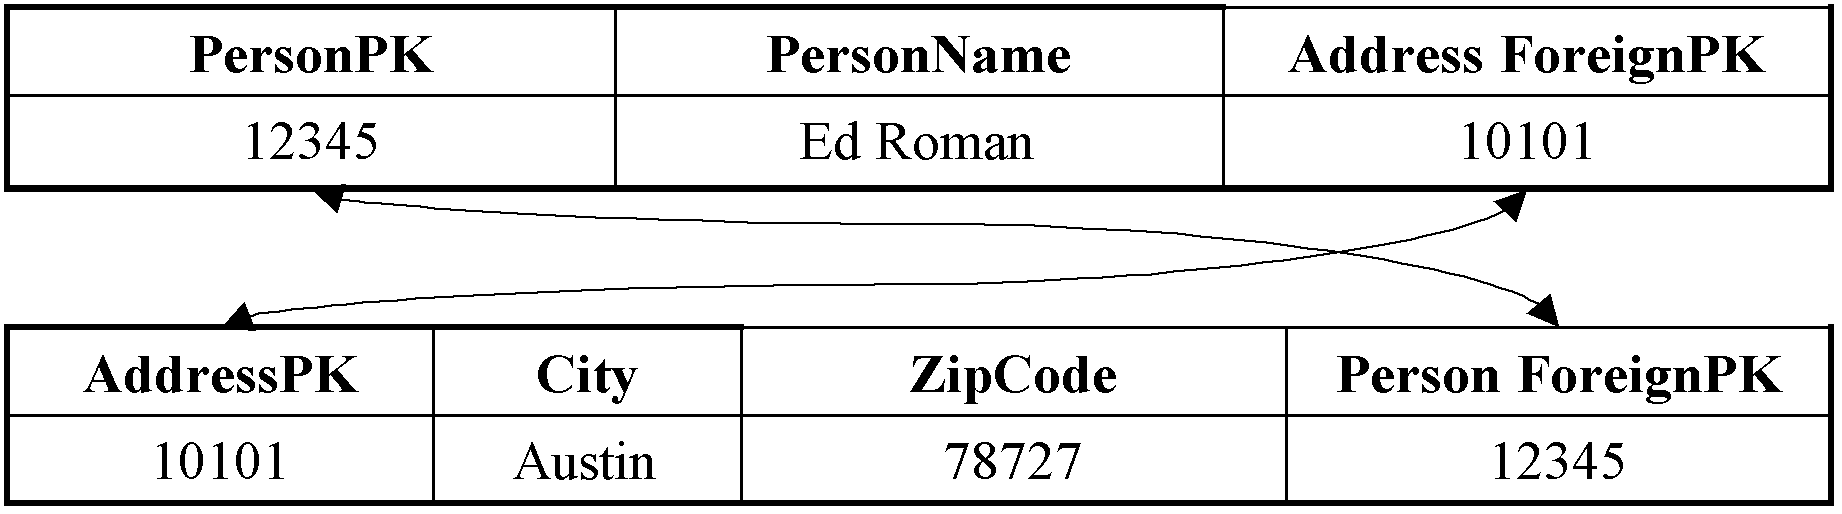 PersonPK PersonName Address ForeignPK
12345 Ed Roman 10101
AddressPK City ZipCode Person ForeignPK
10101 Austin 78727 12345